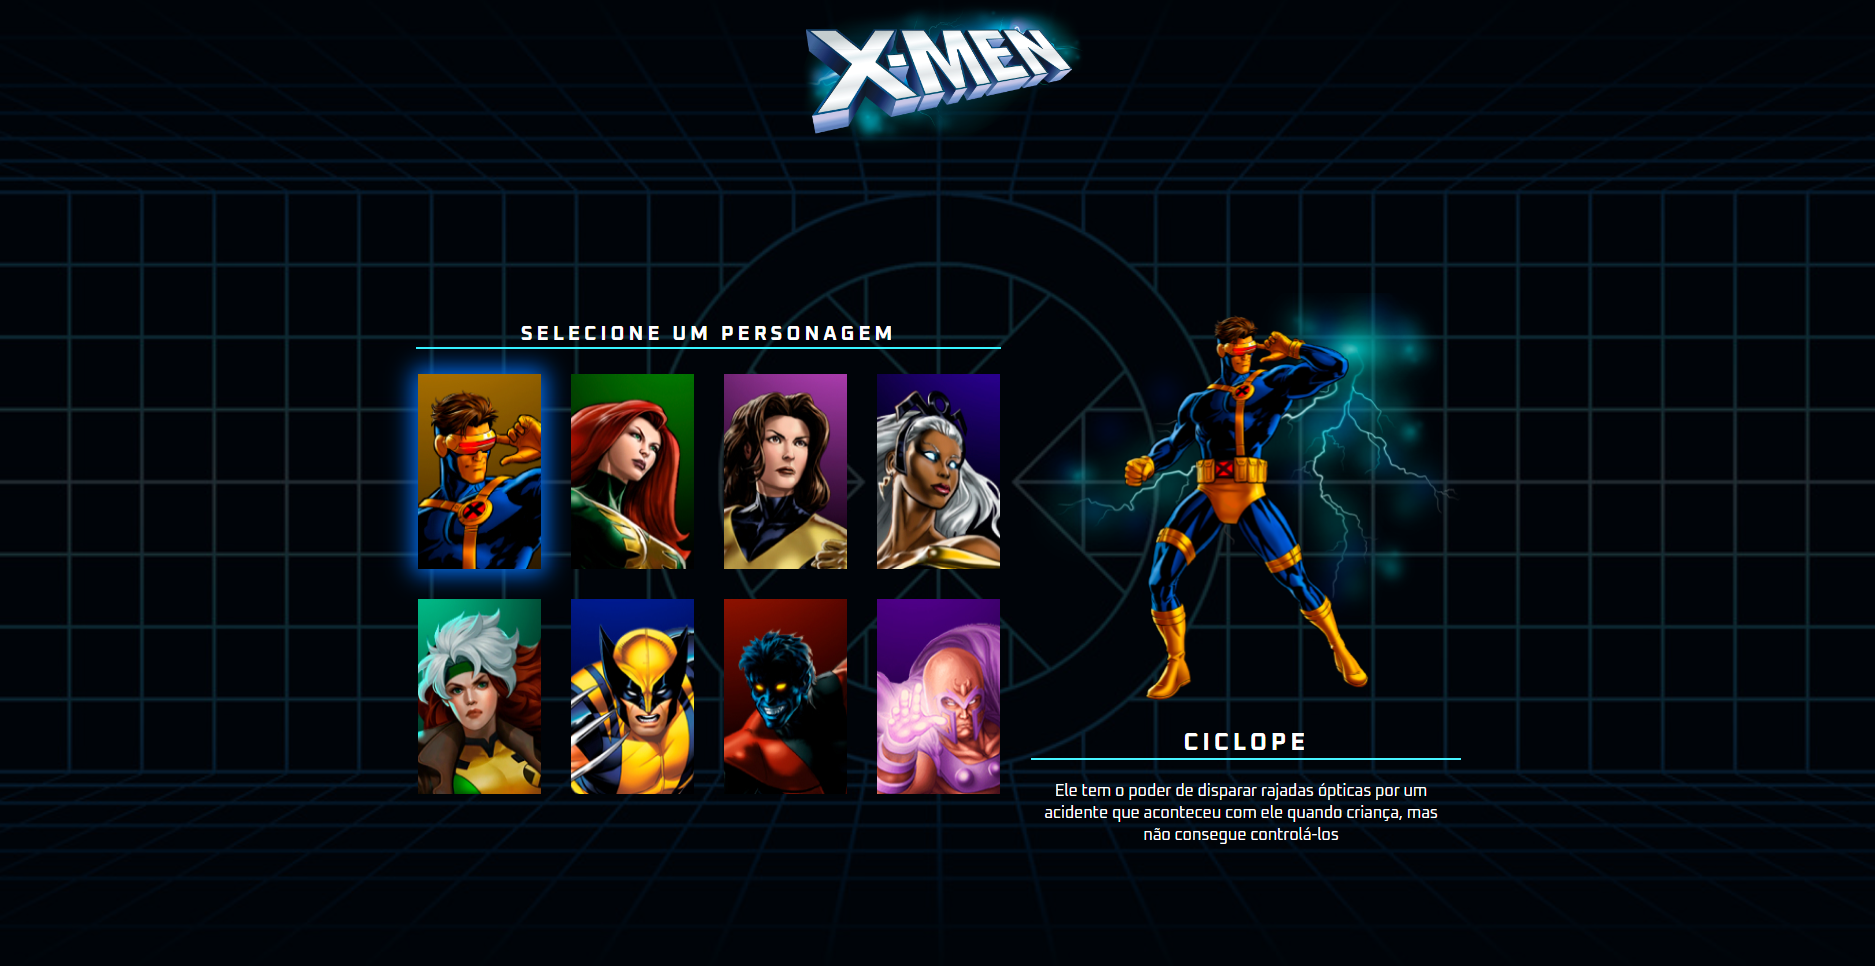 X-MEN
SELECIONE UM PERSONAGEM
CICLOPE
Ele tem o poder de disparar rajadas ópticas por um
acidente que aconteceu com ele quando criança, mas
não consegue controlá-los